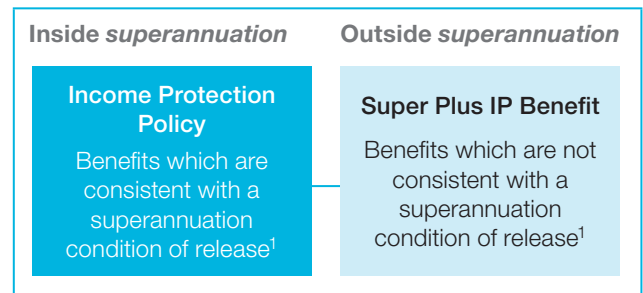 Inside superannuation
Outside superannuation
Income Protection
Policy
Benefits which are
consistent with a
superannuation
condition of release1
Super Plus IP Benefit
Benefits which are not
consistent with a
superannuation
condition of release1